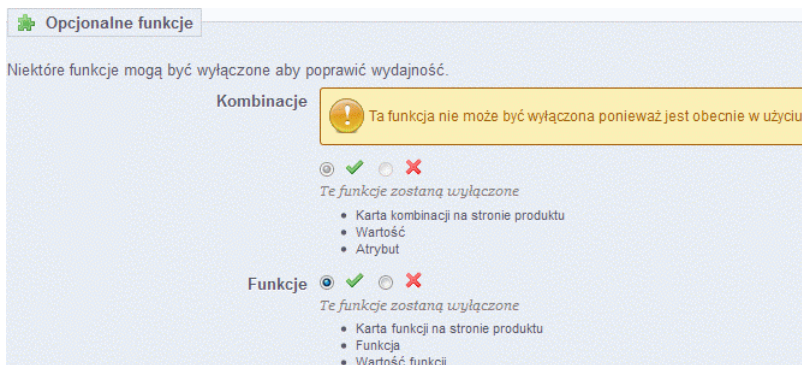 Opcjonalne funkcje
Niektóre funkcje mogą być wyłączone aby poprawić wydajność.
Kombinacje
Ta funkcja nie może być wyłączona ponieważ jest obecnie w użyciu
Te funkcje zostaną wyłączone
Karta kombinacji na stronie produktu
Wartość
Atrybut
Funkcje
Te funkcje zostaną wyłączone
Karta funkcji na stronie produktu
Funkcja
Wartość funkcji